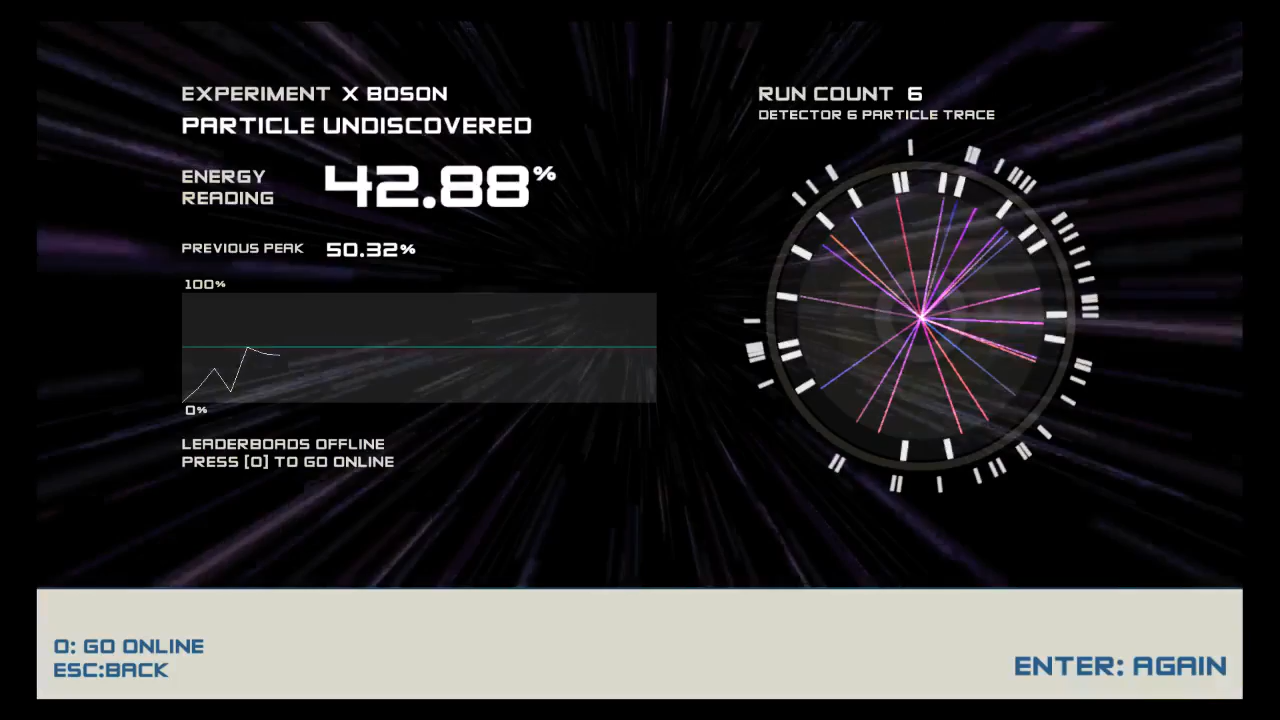 EXPERIMENT X BOSON
PARTICLE UNDISCOVERED
ENERGY READING 42.88%
PREVIOUS PEAK 50.32%
100%
0%
LEADERBOADS OFFLINE
PRESS [O] TO GO ONLINE
RUN COUNT 6
DETECTOR 6 PARTICLE TRACE
O: GO ONLINE
ESC:BACK
ENTER: AGAIN